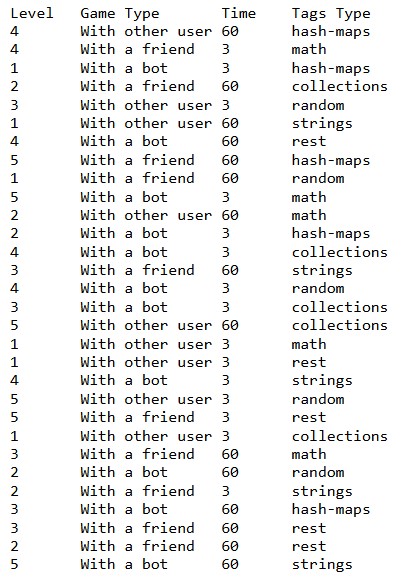 Level Game Type Time Tags Type
4 With other user 60 hash-maps
4 With a friend 3 math
1 With a bot 3 hash-maps
2 With a friend 60 collections
3 With other user 3 random
1 With other user 60 strings
4 With a bot 60 rest
5 With a friend 60 hash-maps
1 With a friend 60 random
5 With a bot 3 math
2 With other user 60 math
2 With a bot 3 hash-maps
4 With a bot 3 collections
3 With a friend 60 strings
4 With a bot 3 random
3 With a bot 3 collections
5 With other user 60 collections
1 With other user 3 math
1 With other user 3 rest
4 With a bot 3 strings
5 With other user 3 random
5 With a friend 3 rest
1 With other user 3 collections
3 With a friend 60 math
2 With a bot 60 random
2 With a friend 3 strings
3 With a bot 60 hash-maps
3 With a friend 60 rest
2 With a friend 60 rest
5 With a bot 60 strings